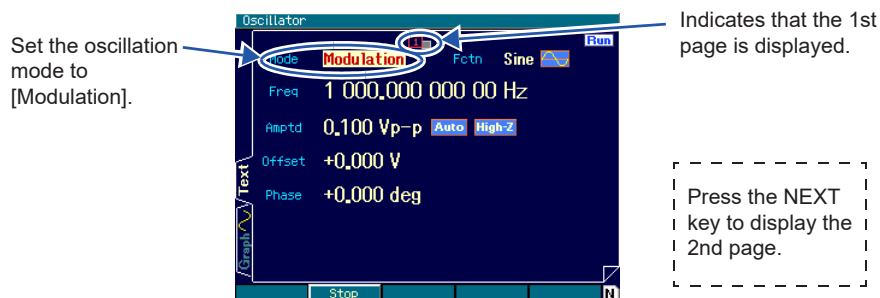 Oscillator
Set the oscillation
mode to
[Modulation].
Indicates that the 1st
page is displayed.
1
Run
Mode Modulation Fctn Sine
Freq 1 000.000 000 00 Hz
Amptd 0.100 Vp-p Auto High-Z
Offset +0.000 V
Phase +0.000 deg
Text
Graph
Press the NEXT
key to display the
2nd page.
Stop
N